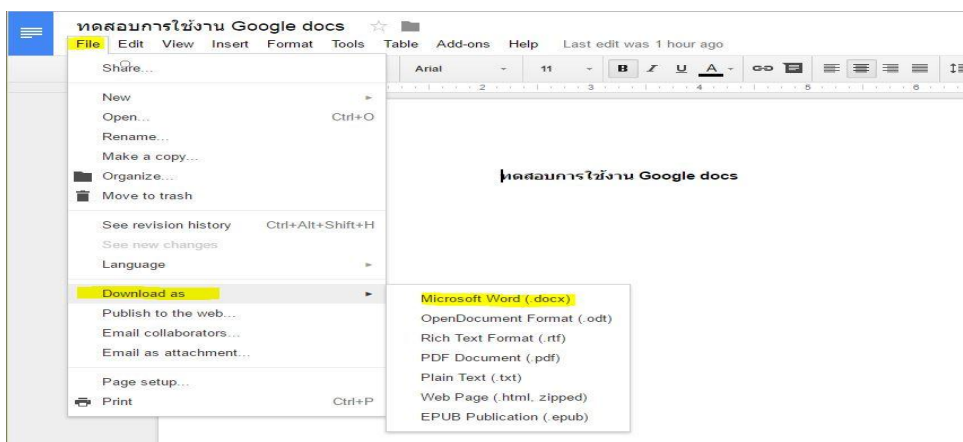 ทดสอบการใช้งาน Google docs
File Edit View Insert Format Tools Table Add-ons Help Last edit was 1 hour ago
Share...
Arial 11 B I U A
New
2 3 4 5 6
Open... Ctrl+O
Rename...
Make a copy...
Organize...
Move to trash
ทดสอบการใช้งาน Google docs
See revision history Ctrl+Alt+Shift+H
See new changes
Language
Download as
Publish to the web...
Email collaborators...
Email as attachment...
Page setup...
Print Ctrl+P
Microsoft Word (.docx)
OpenDocument Format (.odt)
Rich Text Format (.rtf)
PDF Document (.pdf)
Plain Text (.txt)
Web Page (.html, zipped)
EPUB Publication (.epub)